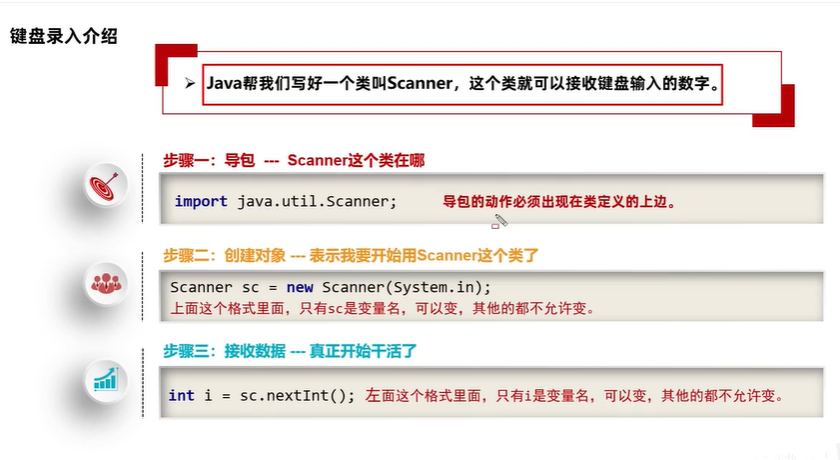 键盘录入介绍
➢ Java帮我们写好一个类叫Scanner，这个类就可以接收键盘输入的数字。
步骤一：导包 --- Scanner这个类在哪
import java.util.Scanner; 导包的动作必须出现在类定义的上边。
步骤二：创建对象 --- 表示我要开始用Scanner这个类了
Scanner sc = new Scanner(System.in);
上面这个格式里面，只有sc是变量名，可以变，其他的都不允许变。
步骤三：接收数据 --- 真正开始干活了
int i = sc.nextInt(); 左面这个格式里面，只有i是变量名，可以变，其他的都不允许变。